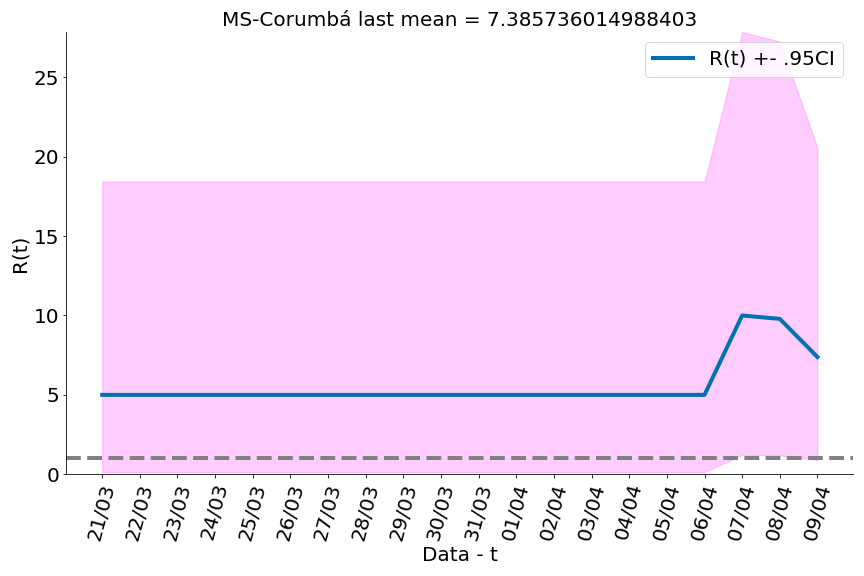 MS-Corumbá last mean = 7.385736014988403
R(t) +- .95CI
R(t)
25
20
15
10
5
0
21/03 22/03 23/03 24/03 25/03 26/03 27/03 28/03 29/03 30/03 31/03 01/04 02/04 03/04 04/04 05/04 06/04 07/04 08/04 09/04
Data - t